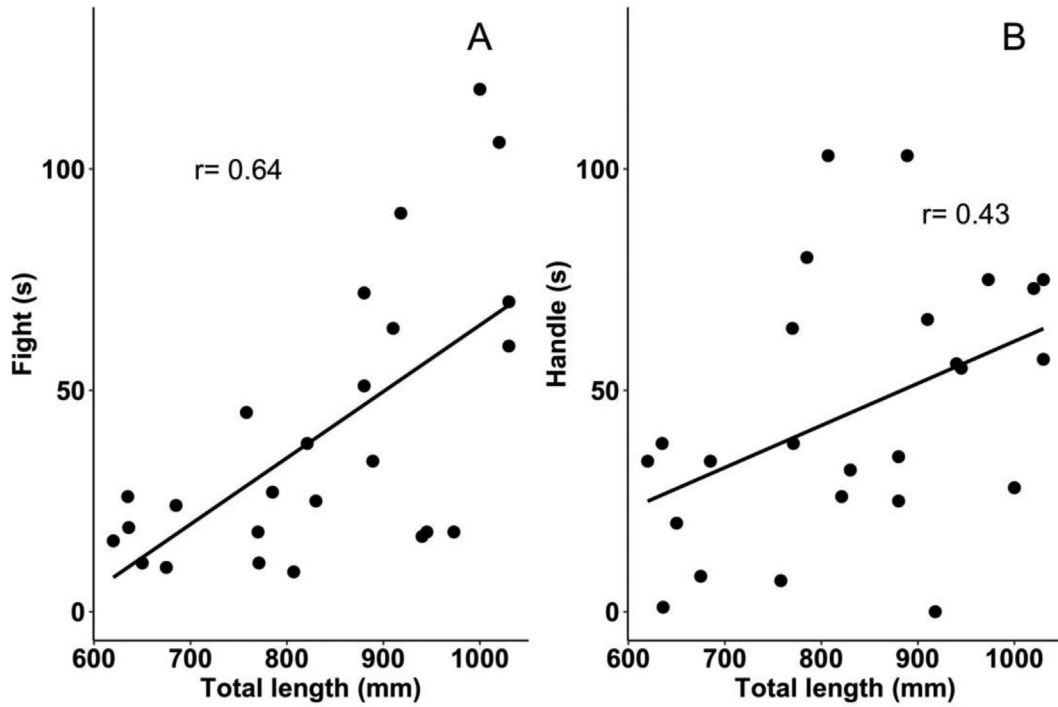 A
r= 0.64
100
50
0
Fight (s)
600 700 800 900 1000
Total length (mm)
B
r= 0.43
100
50
0
Handle (s)
600 700 800 900 1000
Total length (mm)